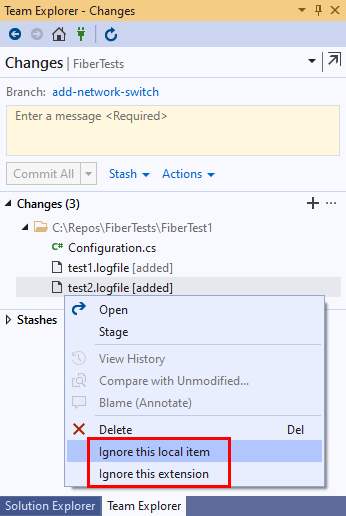 Team Explorer - Changes
Changes | FiberTests
Branch: add-network-switch
Enter a message <Required>
Commit All Stash Actions
Changes (3)
C:\Repos\FiberTests\FiberTest1
C# Configuration.cs
test1.logfile [added]
test2.logfile [added]
Stashes
Open
Stage
View History
Compare with Unmodified...
Blame (Annotate)
Delete Del
Ignore this local item
Ignore this extension
Solution Explorer Team Explorer